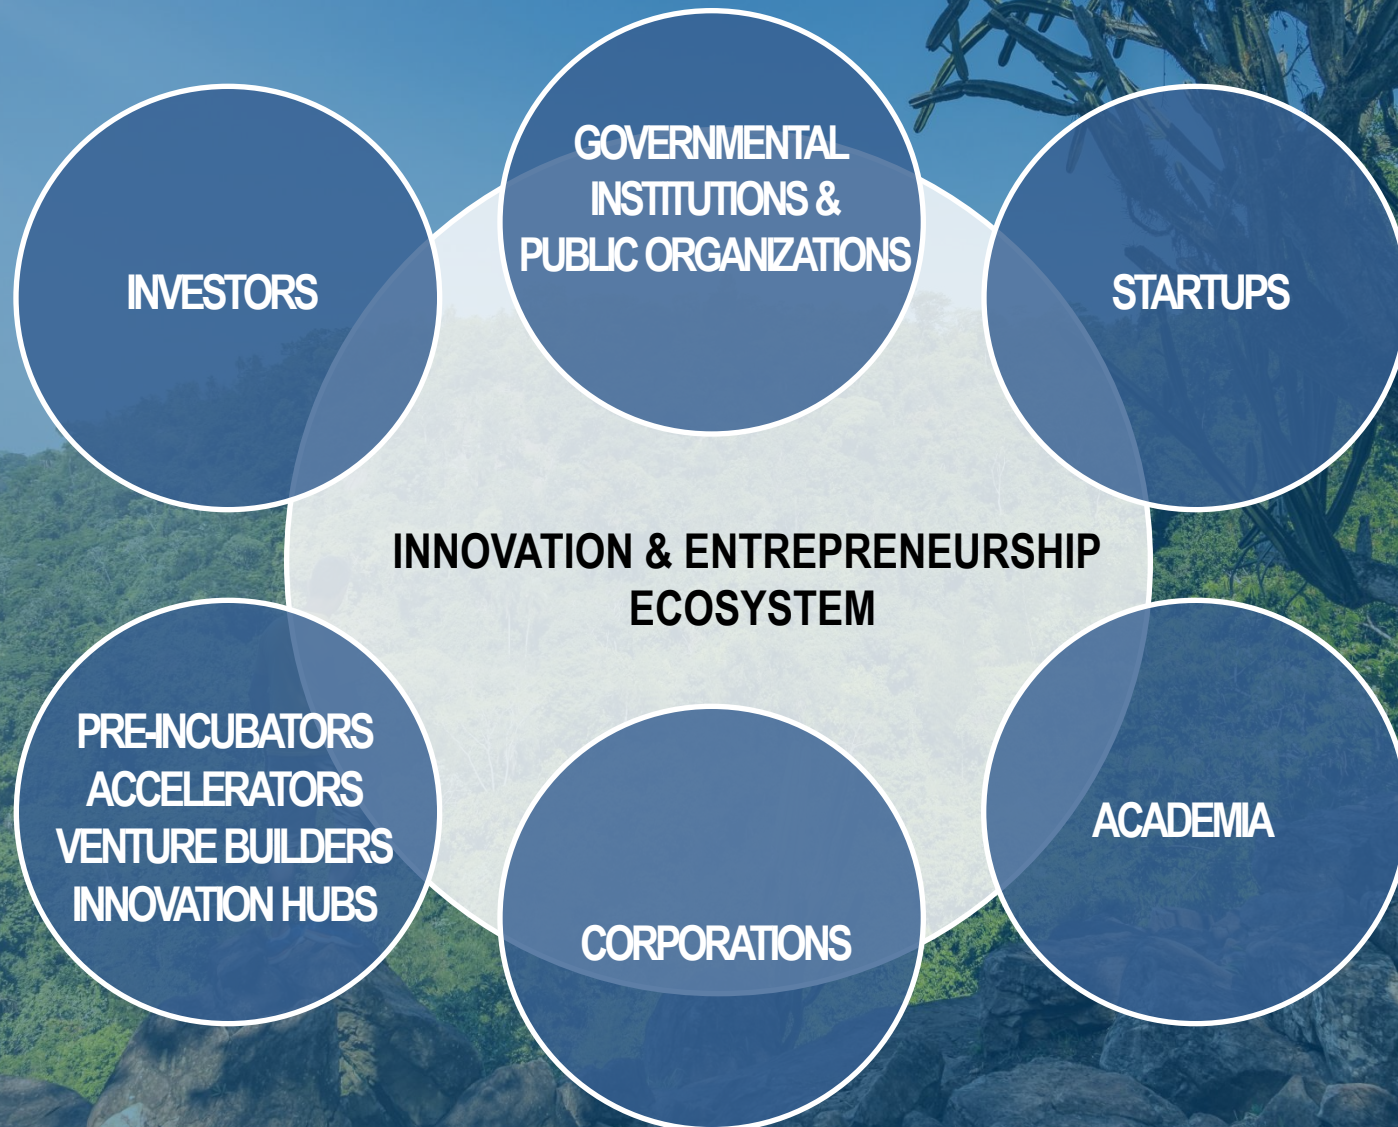 GOVERNMENTAL
INSTITUTIONS &
PUBLIC ORGANIZATIONS
INVESTORS
STARTUPS
INNOVATION & ENTREPRENEURSHIP
ECOSYSTEM
PRE-INCUBATORS
ACCELERATORS
VENTURE BUILDERS
INNOVATION HUBS
ACADEMIA
CORPORATIONS